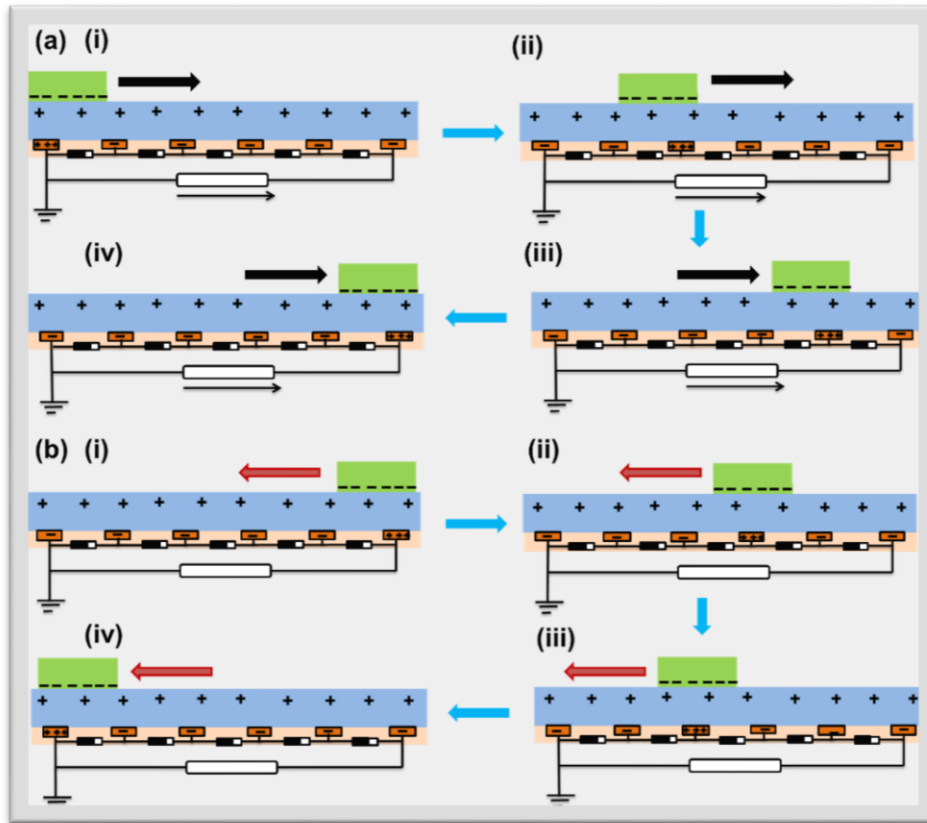 (a) (i)
(ii)
+ + + + + + + + +
+ + + + + + + + +
+++ - - - - -
- - +++ - - -
(iv)
(iii)
+ + + + + + + + +
+ + + + + + + + +
- - - - - +++
- - - - +++ -
(b) (i)
(ii)
+ + + + + + + + +
+ + + + + + + + +
- - - - - +++
- - - +++ - -
(iv)
(iii)
+ + + + + + + + +
+ + + + + + + + +
+++ - - - - -
- - +++ - - -